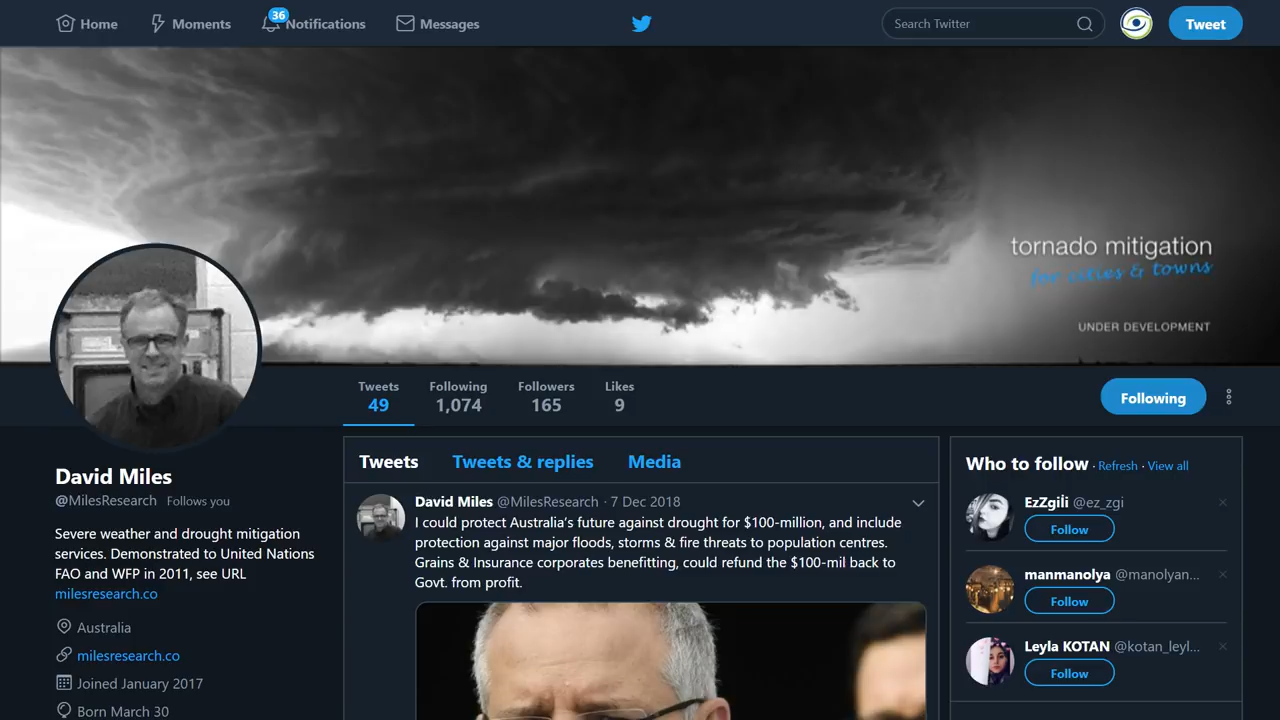 Home
Moments
36
Notifications
Messages
Search Twitter
Tweet
tornado mitigation
for cities & towns
UNDER DEVELOPMENT
Tweets
49
Following
1,074
Followers
165
Likes
9
Following
David Miles
@MilesResearch Follows you
Severe weather and drought mitigation
services. Demonstrated to United Nations
FAO and WFP in 2011, see URL
milesresearch.co
Australia
milesresearch.co
Joined January 2017
Born March 30
Tweets Tweets & replies Media
David Miles @MilesResearch · 7 Dec 2018
I could protect Australia's future against drought for $100-million, and include
protection against major floods, storms & fire threats to population centres.
Grains & Insurance corporates benefitting, could refund the $100-mil back to
Govt. from profit.
Who to follow · Refresh · View all
EzZgili @ez_zgi
Follow
manmanolya @manolyan...
Follow
Leyla KOTAN @kotan_leyl...
Follow